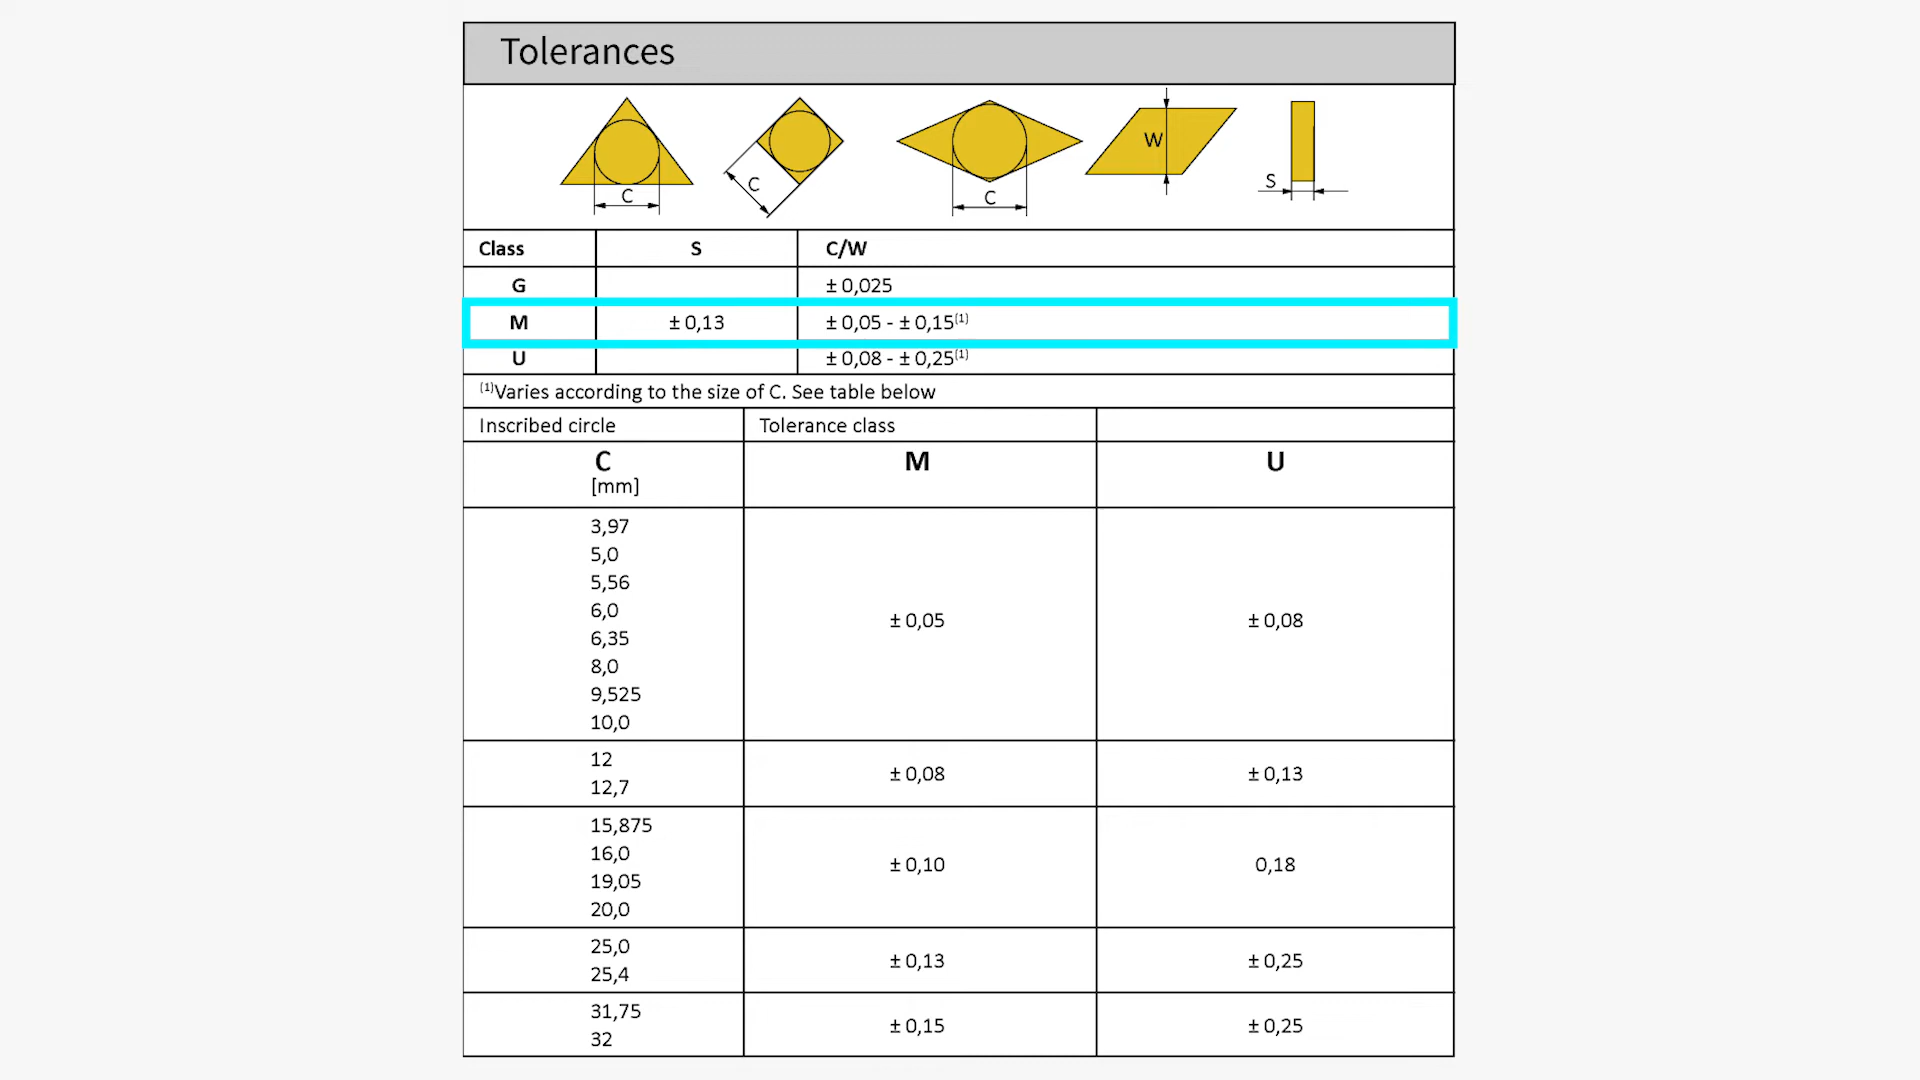 Tolerances
C
C
C
W
S
Class S C/W
G ± 0,025
M ± 0,13 ± 0,05 - ± 0,15(1)
U ± 0,08 - ± 0,25(1)
(1)Varies according to the size of C. See table below
Inscribed circle Tolerance class
C M U
[mm]
3,97
5,0
5,56
6,0
± 0,05 ± 0,08
6,35
8,0
9,525
10,0
12
± 0,08 ± 0,13
12,7
15,875
16,0
± 0,10 0,18
19,05
20,0
25,0
± 0,13 ± 0,25
25,4
31,75
± 0,15 ± 0,25
32